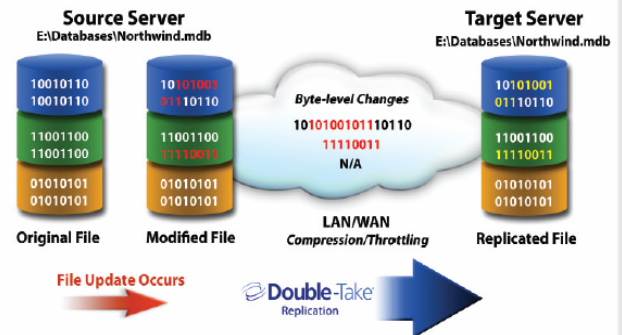 Source Server
E:\Databases\Northwind.mdb
Target Server
E:\Databases\Northwind.mdb
10010110
10010110
11001100
11001100
01010101
01010101
Original File
10101001
01110110
11001100
11110011
01010101
01010101
Modified File
Byte-level Changes
1010100101110110
11110011
N/A
LAN/WAN
Compression/Throttling
10101001
01110110
11001100
11110011
01010101
01010101
Replicated File
File Update Occurs
Double-Take
Replication